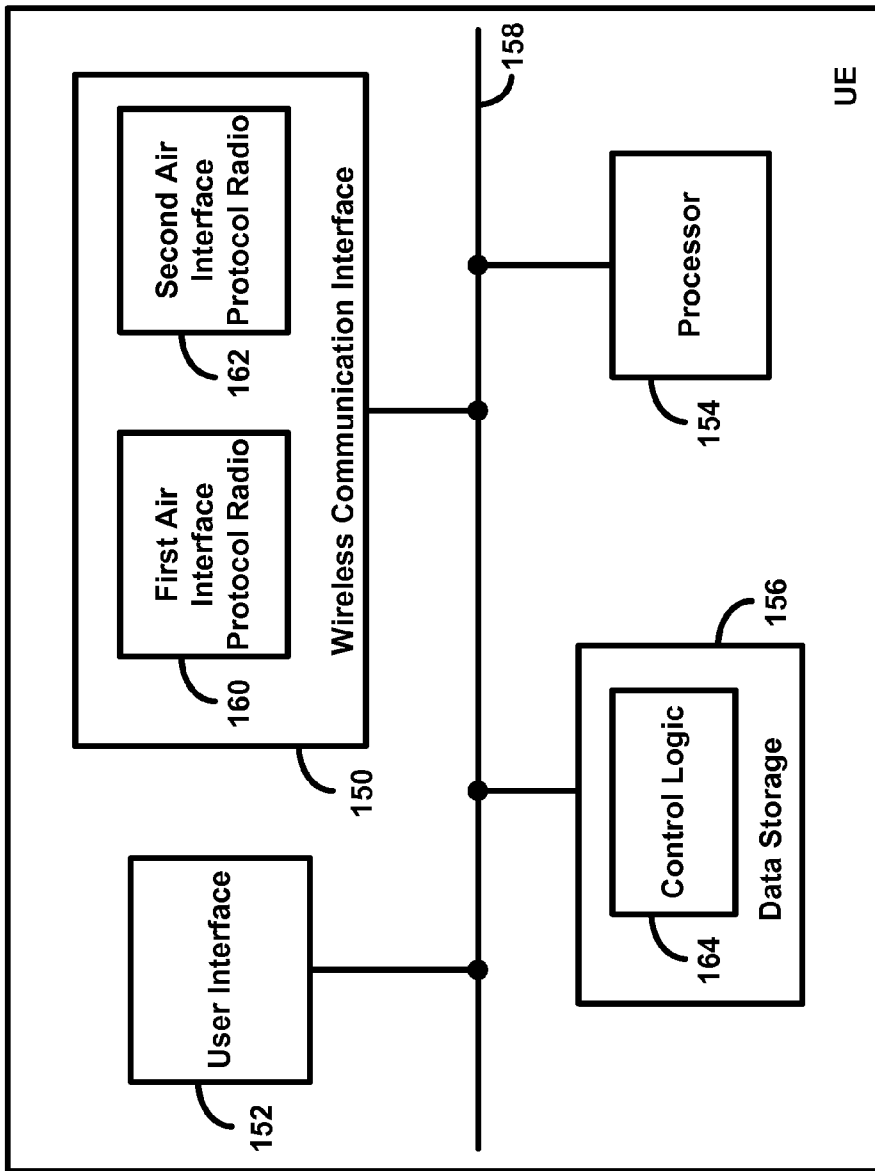 User Interface
152
First Air
Interface
Protocol Radio
160
Second Air
Interface
Protocol Radio
162
Wireless Communication Interface
150
158
Control Logic
164
Data Storage
156
Processor
154
UE